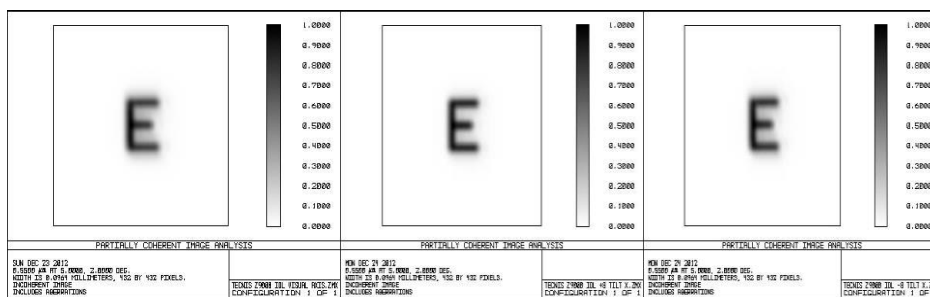 E
1.0000
0.9000
0.8000
0.7000
0.6000
0.5000
0.4000
0.3000
0.2000
0.1000
0.0000
PARTIALLY COHERENT IMAGE ANALYSIS
SUN DEC 23 2012
0.5500 µm AT 5.0000, 2.0000 DEG.
WIDTH IS 0.0964 MILLIMETERS, 432 BY 432 PIXELS.
INCOHERENT IMAGE
INCLUDES ABERRATIONS
TECNIS Z9000 IOL VISUAL AXIS.ZMX
CONFIGURATION 1 OF 1
E
1.0000
0.9000
0.8000
0.7000
0.6000
0.5000
0.4000
0.3000
0.2000
0.1000
0.0000
PARTIALLY COHERENT IMAGE ANALYSIS
MON DEC 24 2012
0.5500 µm AT 5.0000, 2.0000 DEG.
WIDTH IS 0.0964 MILLIMETERS, 432 BY 432 PIXELS.
INCOHERENT IMAGE
INCLUDES ABERRATIONS
TECNIS Z9000 IOL +8 TILT X.ZMX
CONFIGURATION 1 OF 1
E
1.0000
0.9000
0.8000
0.7000
0.6000
0.5000
0.4000
0.3000
0.2000
0.1000
0.0000
PARTIALLY COHERENT IMAGE ANALYSIS
MON DEC 24 2012
0.5500 µm AT 5.0000, 2.0000 DEG.
WIDTH IS 0.0964 MILLIMETERS, 432 BY 432 PIXELS.
INCOHERENT IMAGE
INCLUDES ABERRATIONS
TECNIS Z9000 IOL -8 TILT X.ZMX
CONFIGURATION 1 OF 1